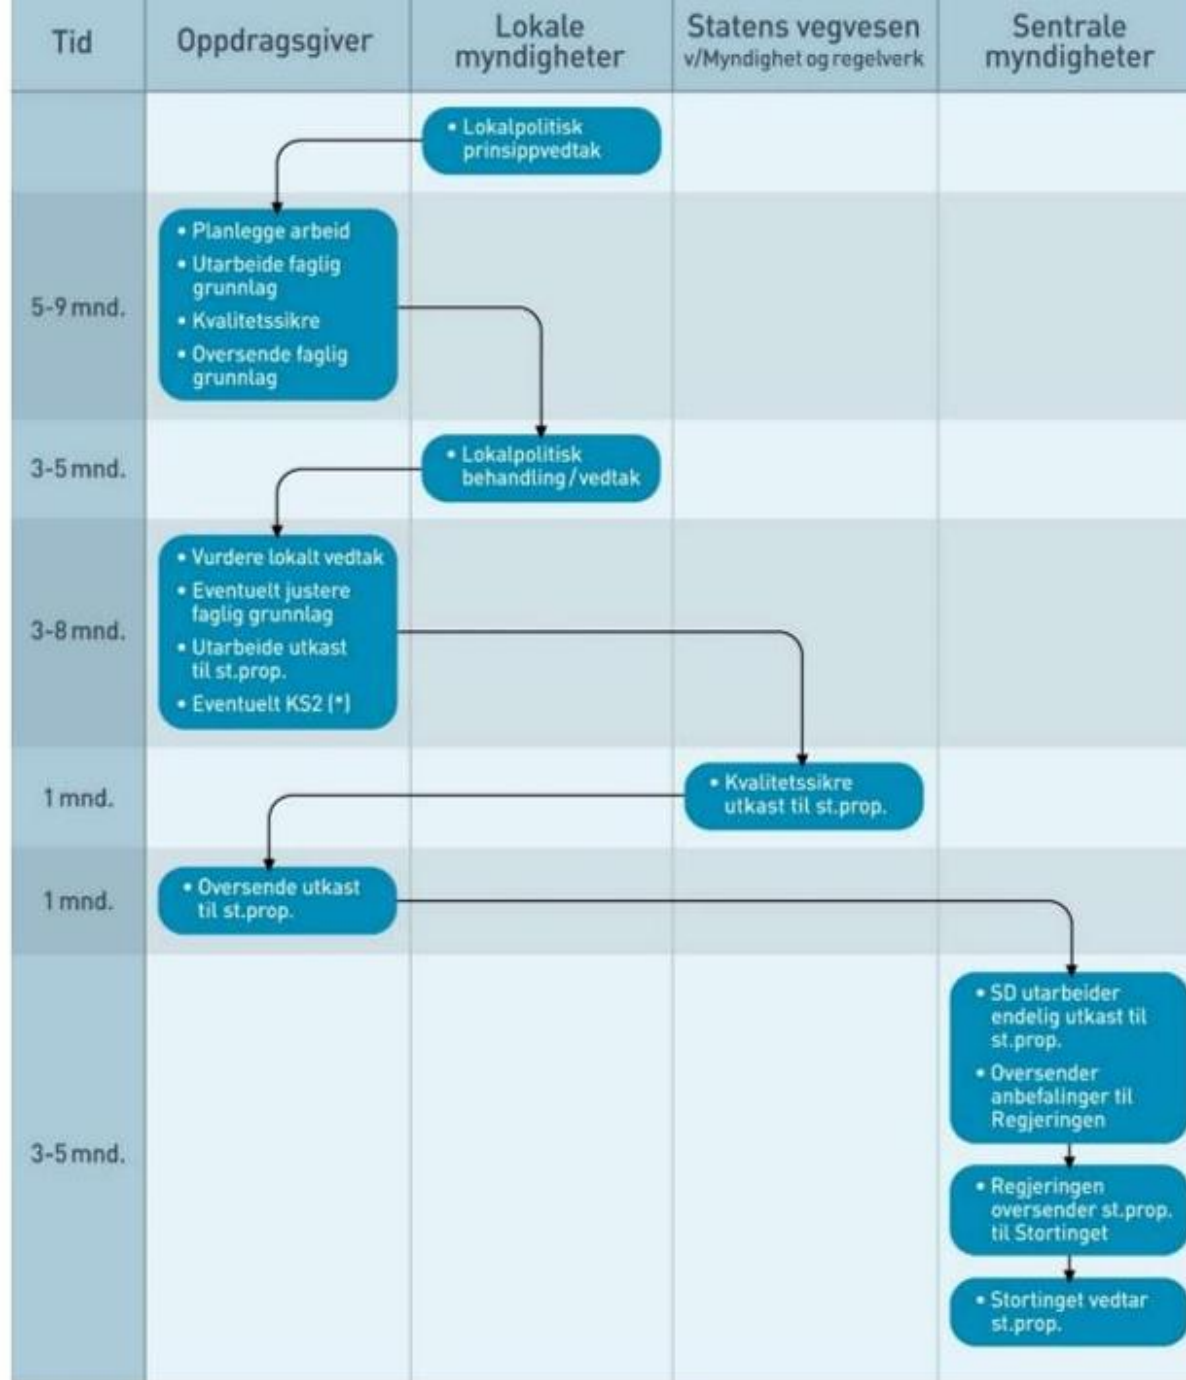 Tid
Oppdragsgiver
Lokale
myndigheter
Statens vegvesen
v/Myndighet og regelverk
Sentrale
myndigheter
• Lokalpolitisk
prinsippvedtak
5-9 mnd.
• Planlegge arbeid
• Utarbeide faglig
grunnlag
• Kvalitetssikre
• Oversende faglig
grunnlag
3-5 mnd.
• Lokalpolitisk
behandling/vedtak
3-8 mnd.
• Vurdere lokalt vedtak
• Eventuelt justere
faglig grunnlag
• Utarbeide utkast
til st.prop.
• Eventuelt KS2 (*)
1 mnd.
• Kvalitetssikre
utkast til st.prop.
1 mnd.
• Oversende utkast
til st.prop.
3-5 mnd.
• SD utarbeider
endelig utkast til
st.prop.
• Oversender
anbefalinger til
Regjeringen
• Regjeringen
oversender st.prop.
til Stortinget
• Stortinget vedtar
st.prop.